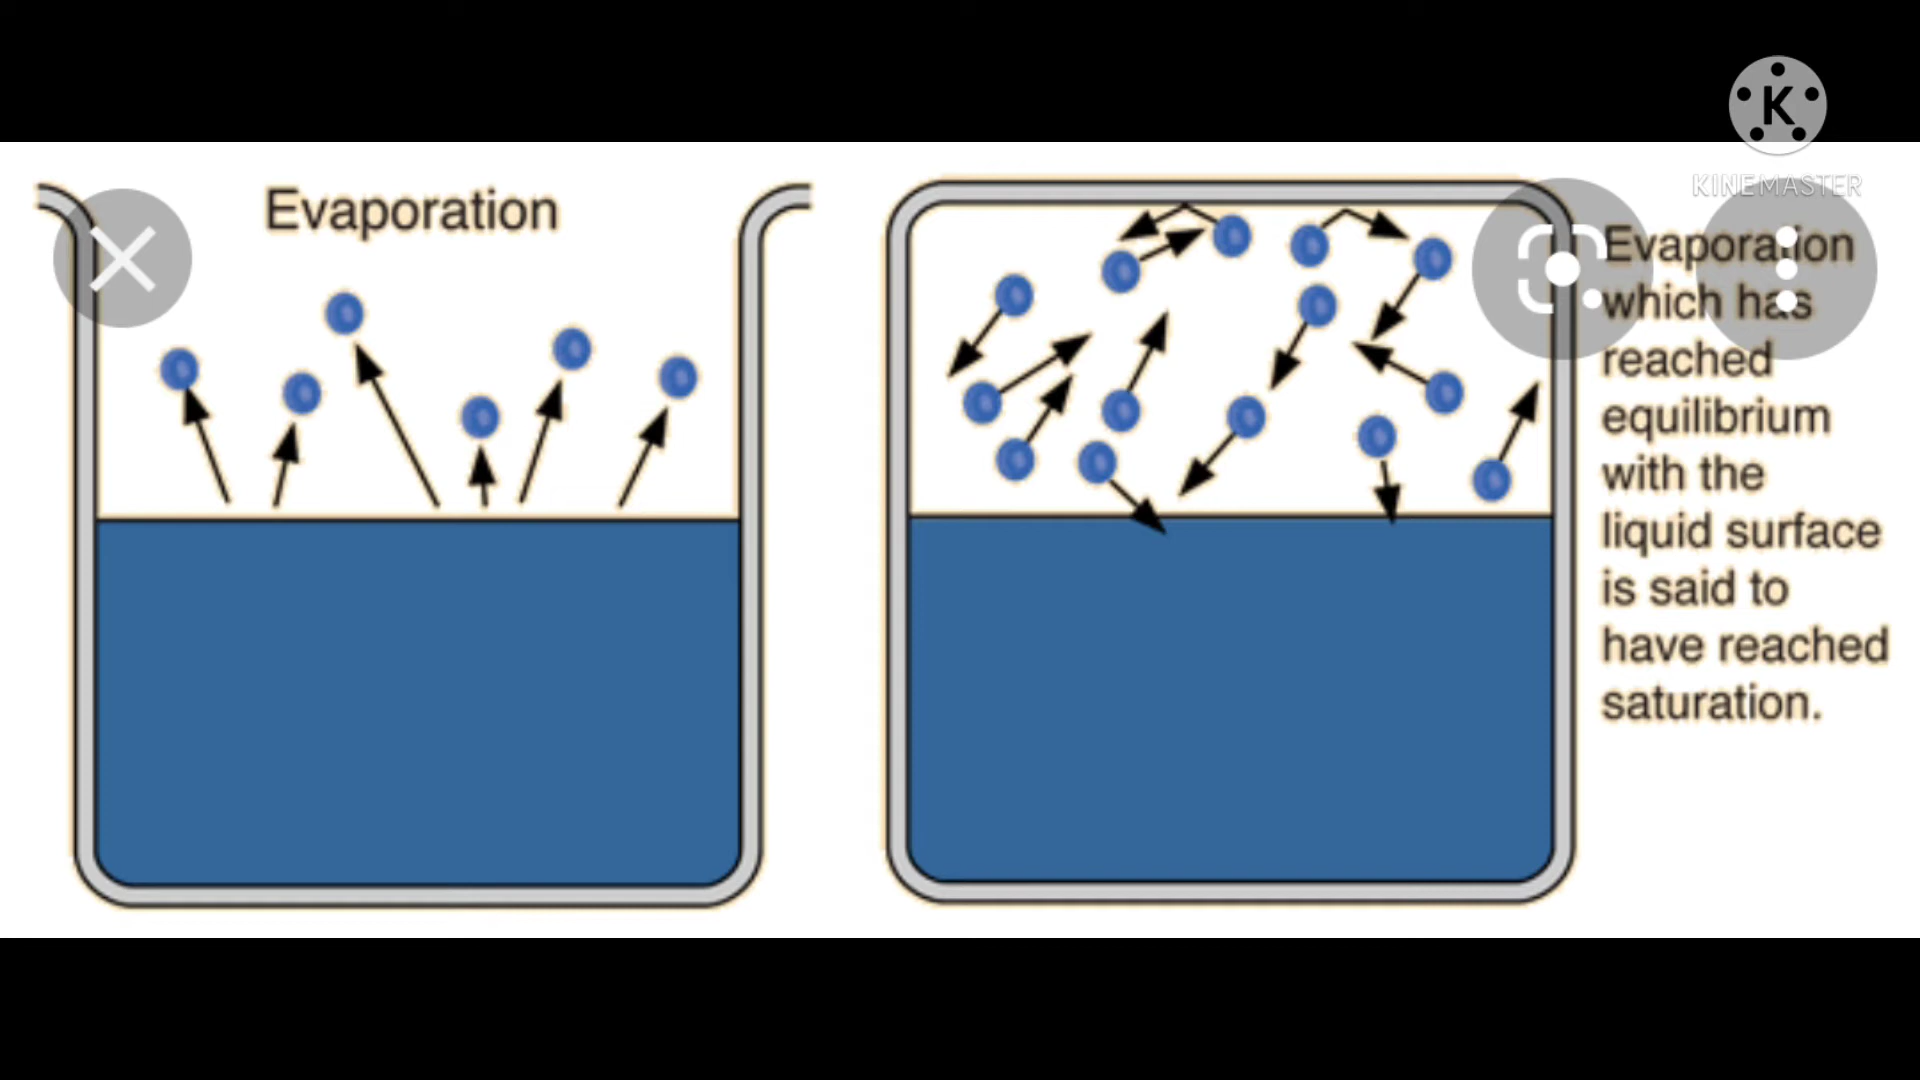 K
KINEMASTER
Evaporation
Evaporation
which has
reached
equilibrium
with the
liquid surface
is said to
have reached
saturation.